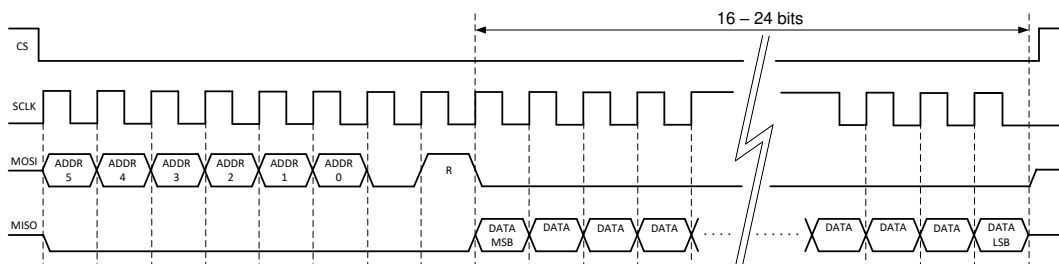 16 – 24 bits
CS
SCLK
MOSI
ADDR
5
ADDR
4
ADDR
3
ADDR
2
ADDR
1
ADDR
0
R
MISO
DATA
MSB
DATA
DATA
DATA
DATA
DATA
DATA
DATA
LSB